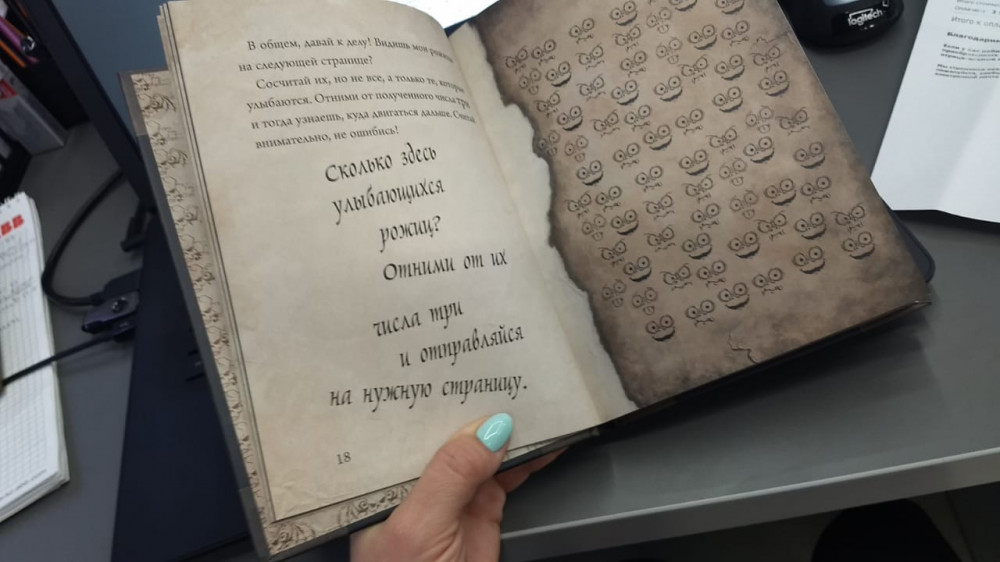 В общем, давай к делу! Видишь мои
на следующей странице?
Сосчитай их, но не все, а только те,
улыбаются. Отними от полученного числа три,
и тогда узнаешь, куда двигаться дальше. Считай
внимательно, не ошибись!
Сколько здесь
улыбающихся
рожиц?
Отними от их
числа три
и отправляйся
на нужную страницу.
18
logitech